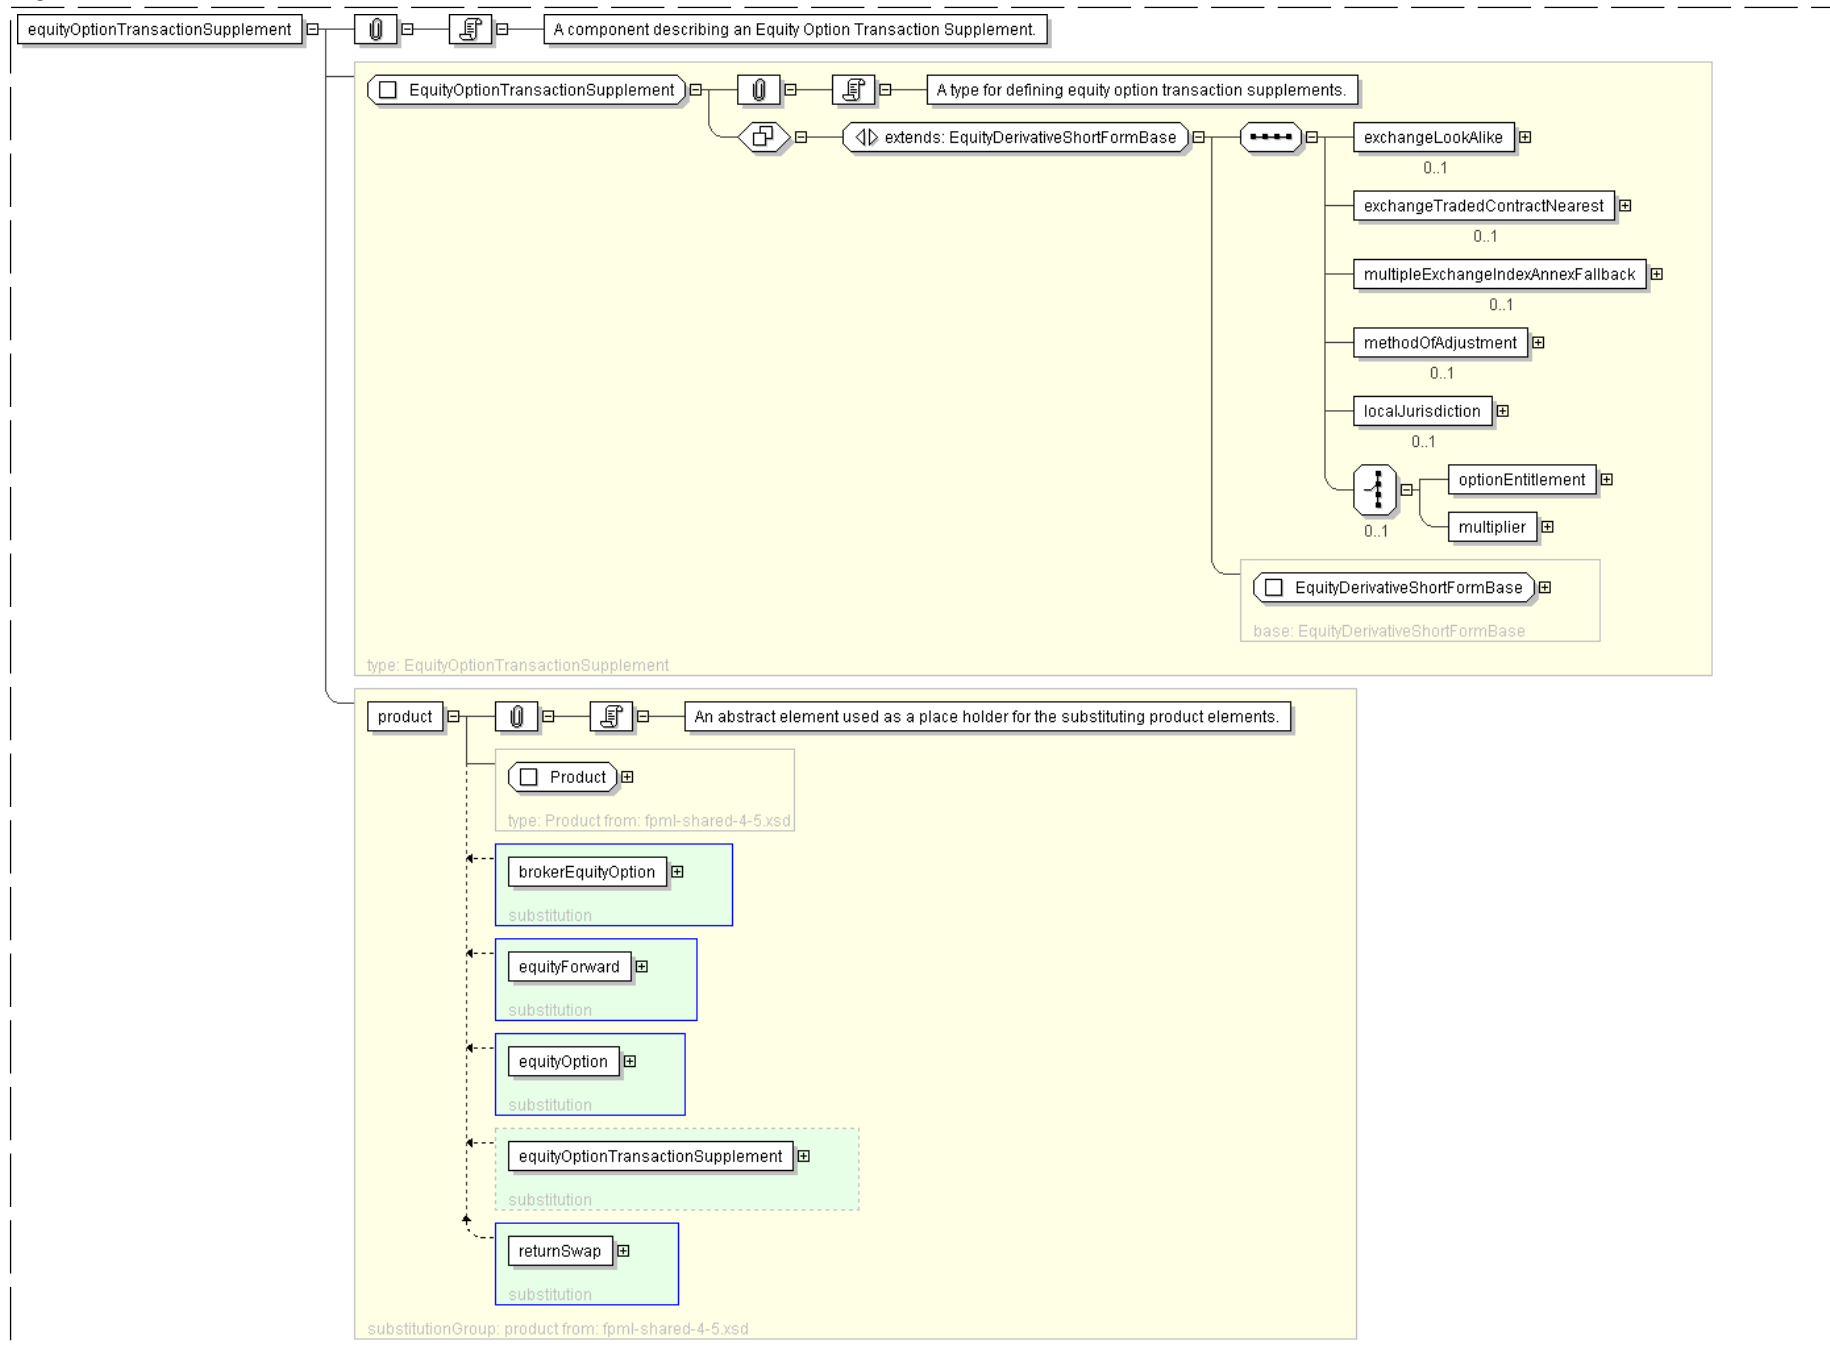 equityOptionTransactionSupplement
A component describing an Equity Option Transaction Supplement.
EquityOptionTransactionSupplement
A type for defining equity option transaction supplements.
extends: EquityDerivativeShortFormBase
exchangeLookAlike
0..1
exchangeTradedContractNearest
0..1
multipleExchangeIndexAnnexFallback
0..1
methodOfAdjustment
0..1
localJurisdiction
0..1
optionEntitlement
multiplier
0..1
EquityDerivativeShortFormBase
base: EquityDerivativeShortFormBase
type: EquityOptionTransactionSupplement
product
An abstract element used as a place holder for the substituting product elements.
Product
type: Product from: fpml-shared-4-5.xsd
brokerEquityOption
substitution
equityForward
substitution
equityOption
substitution
equityOptionTransactionSupplement
substitution
returnSwap
substitution
substitutionGroup: product from: fpml-shared-4-5.xsd